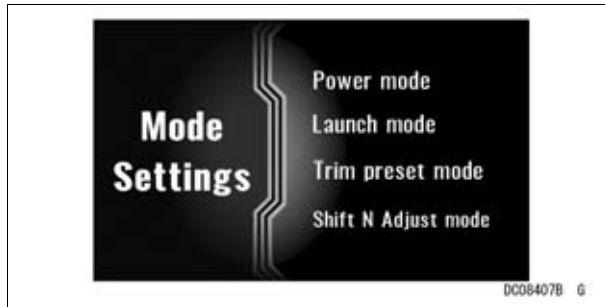 Mode
Settings
Power mode
Launch mode
Trim preset mode
Shift N Adjust mode
DC08407B G